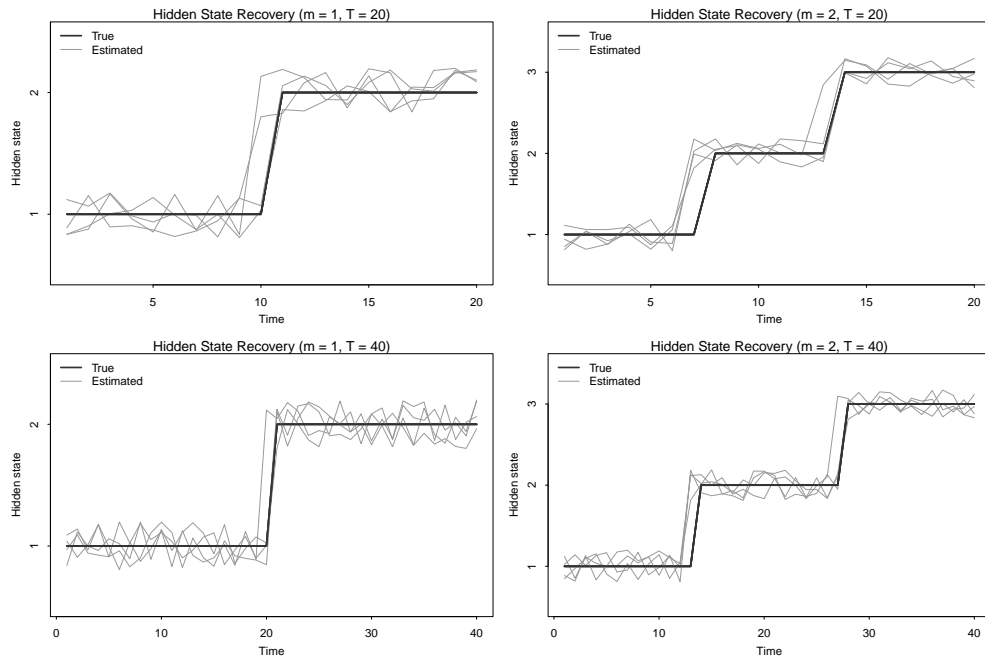 Hidden State Recovery (m = 1, T = 20)
True
Estimated
2
1
Hidden state
5 10 15 20
Time
Hidden State Recovery (m = 2, T = 20)
True
Estimated
3
2
1
Hidden state
5 10 15 20
Time
Hidden State Recovery (m = 1, T = 40)
True
Estimated
2
1
Hidden state
0 10 20 30 40
Time
Hidden State Recovery (m = 2, T = 40)
True
Estimated
3
2
1
Hidden state
0 10 20 30 40
Time